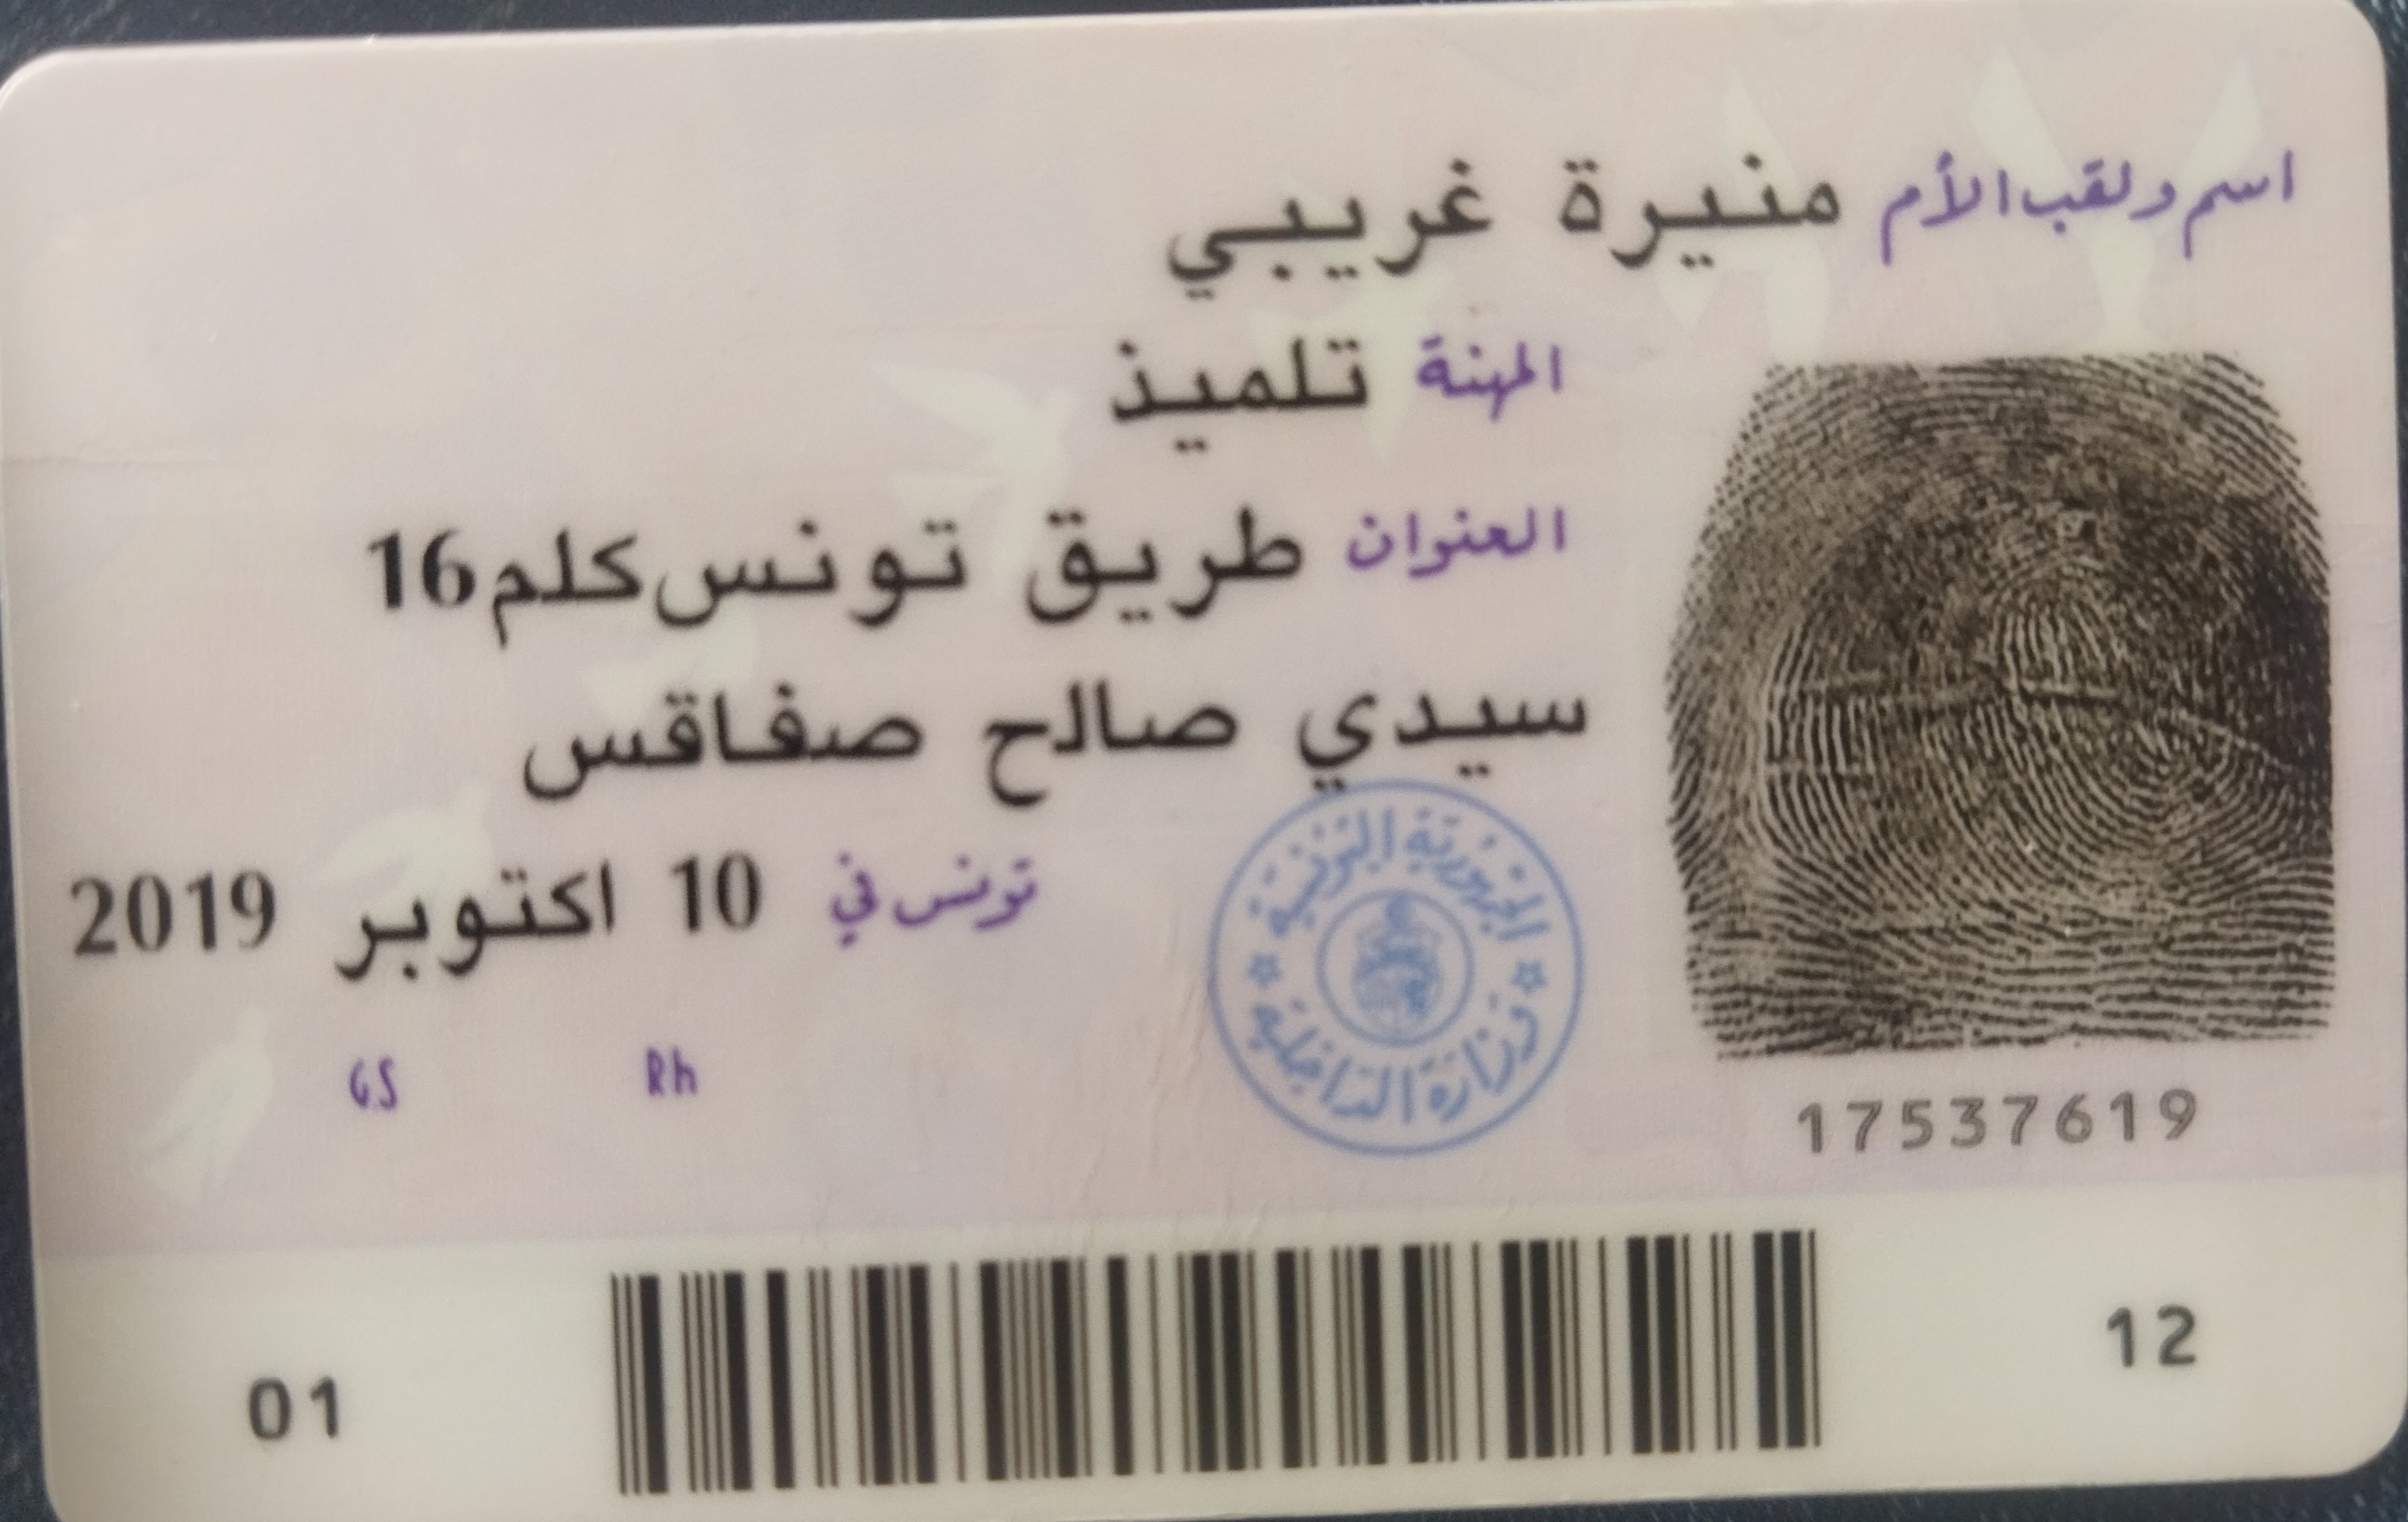 اسم ولقب الأم منيرة غريبي
المهنة تلميذ
العنوان طريق تونس كلم16
سيدي صالح صفاقس
تونس في 10 اكتوبر 2019
الجمهورية التونسية
وزارة الداخلية
GS Rh
17537619
01 12